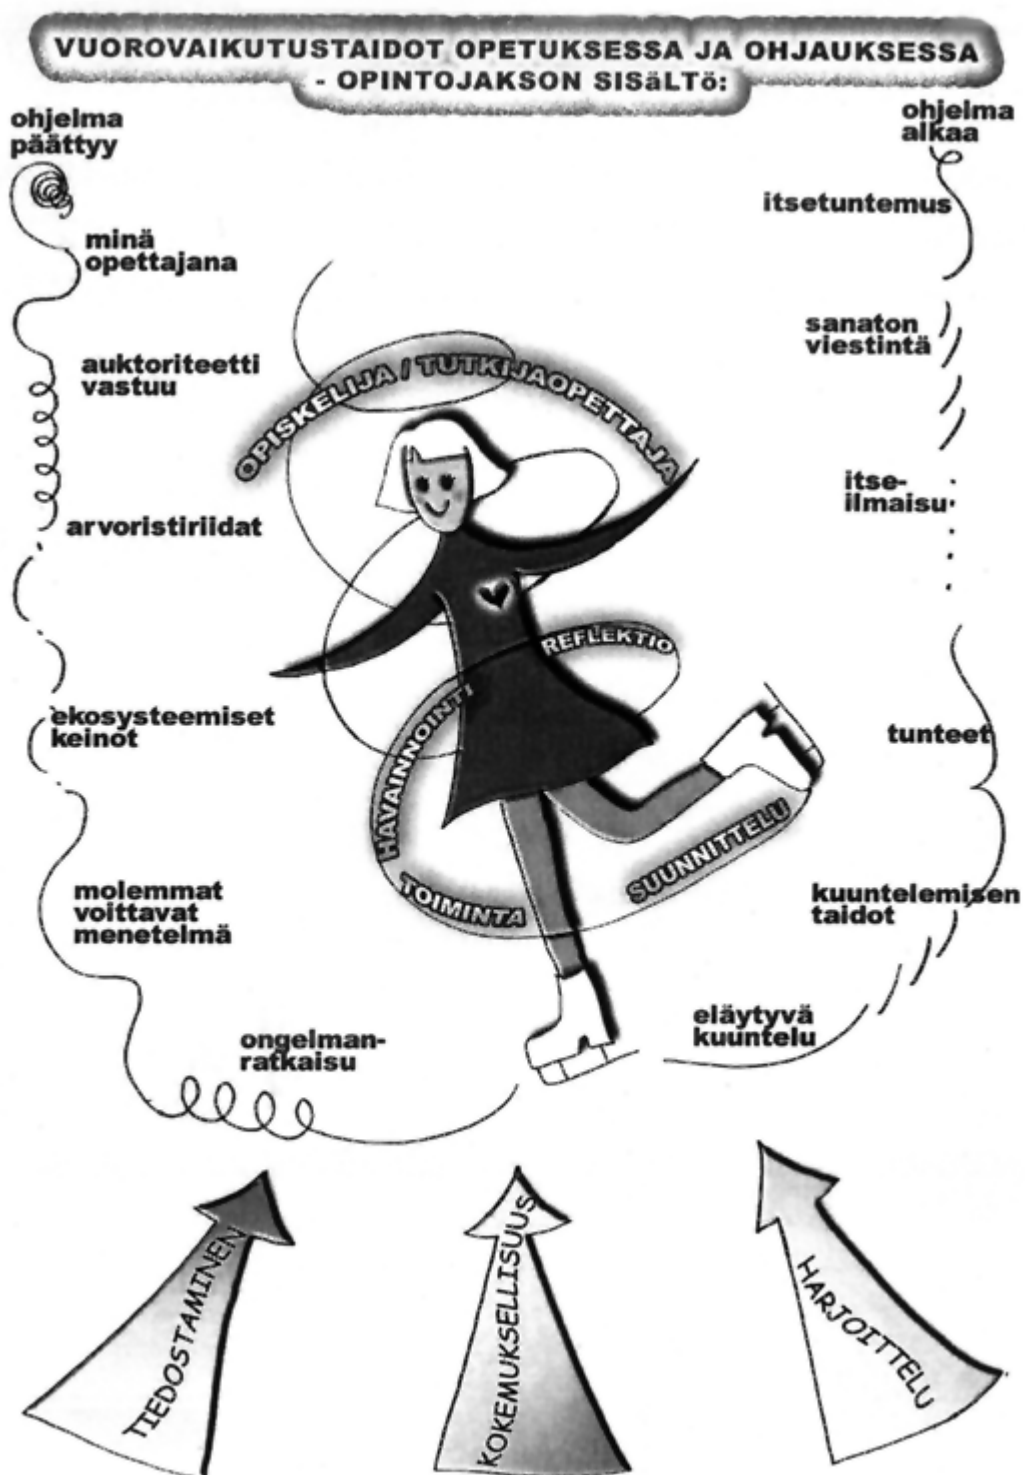 VUOROVAIKUTUSTAIDOT OPETUKSESSA JA OHJAUKSESSA
- OPINTOJAKSON SISäLTö:
ohjelma
päättyy
ohjelma
alkaa
itsetuntemus
minä
opettajana
sanaton
viestintä
auktoriteetti
vastuu
OPISKELIJA / TUTKIJAOPETTAJA
itse-
ilmaisu
arvoristiriidat
REFLEKTIO
HAVAINNOINTI
TOIMINTA
SUUNNITTELU
ekosysteemiset
keinot
tunteet
molemmat
voittavat
menetelmä
kuuntelemisen
taidot
eläytyvä
kuuntelu
ongelman-
ratkaisu
TIEDOSTAMINEN
KOKEMUKSELLISUUS
HARJOITTELU